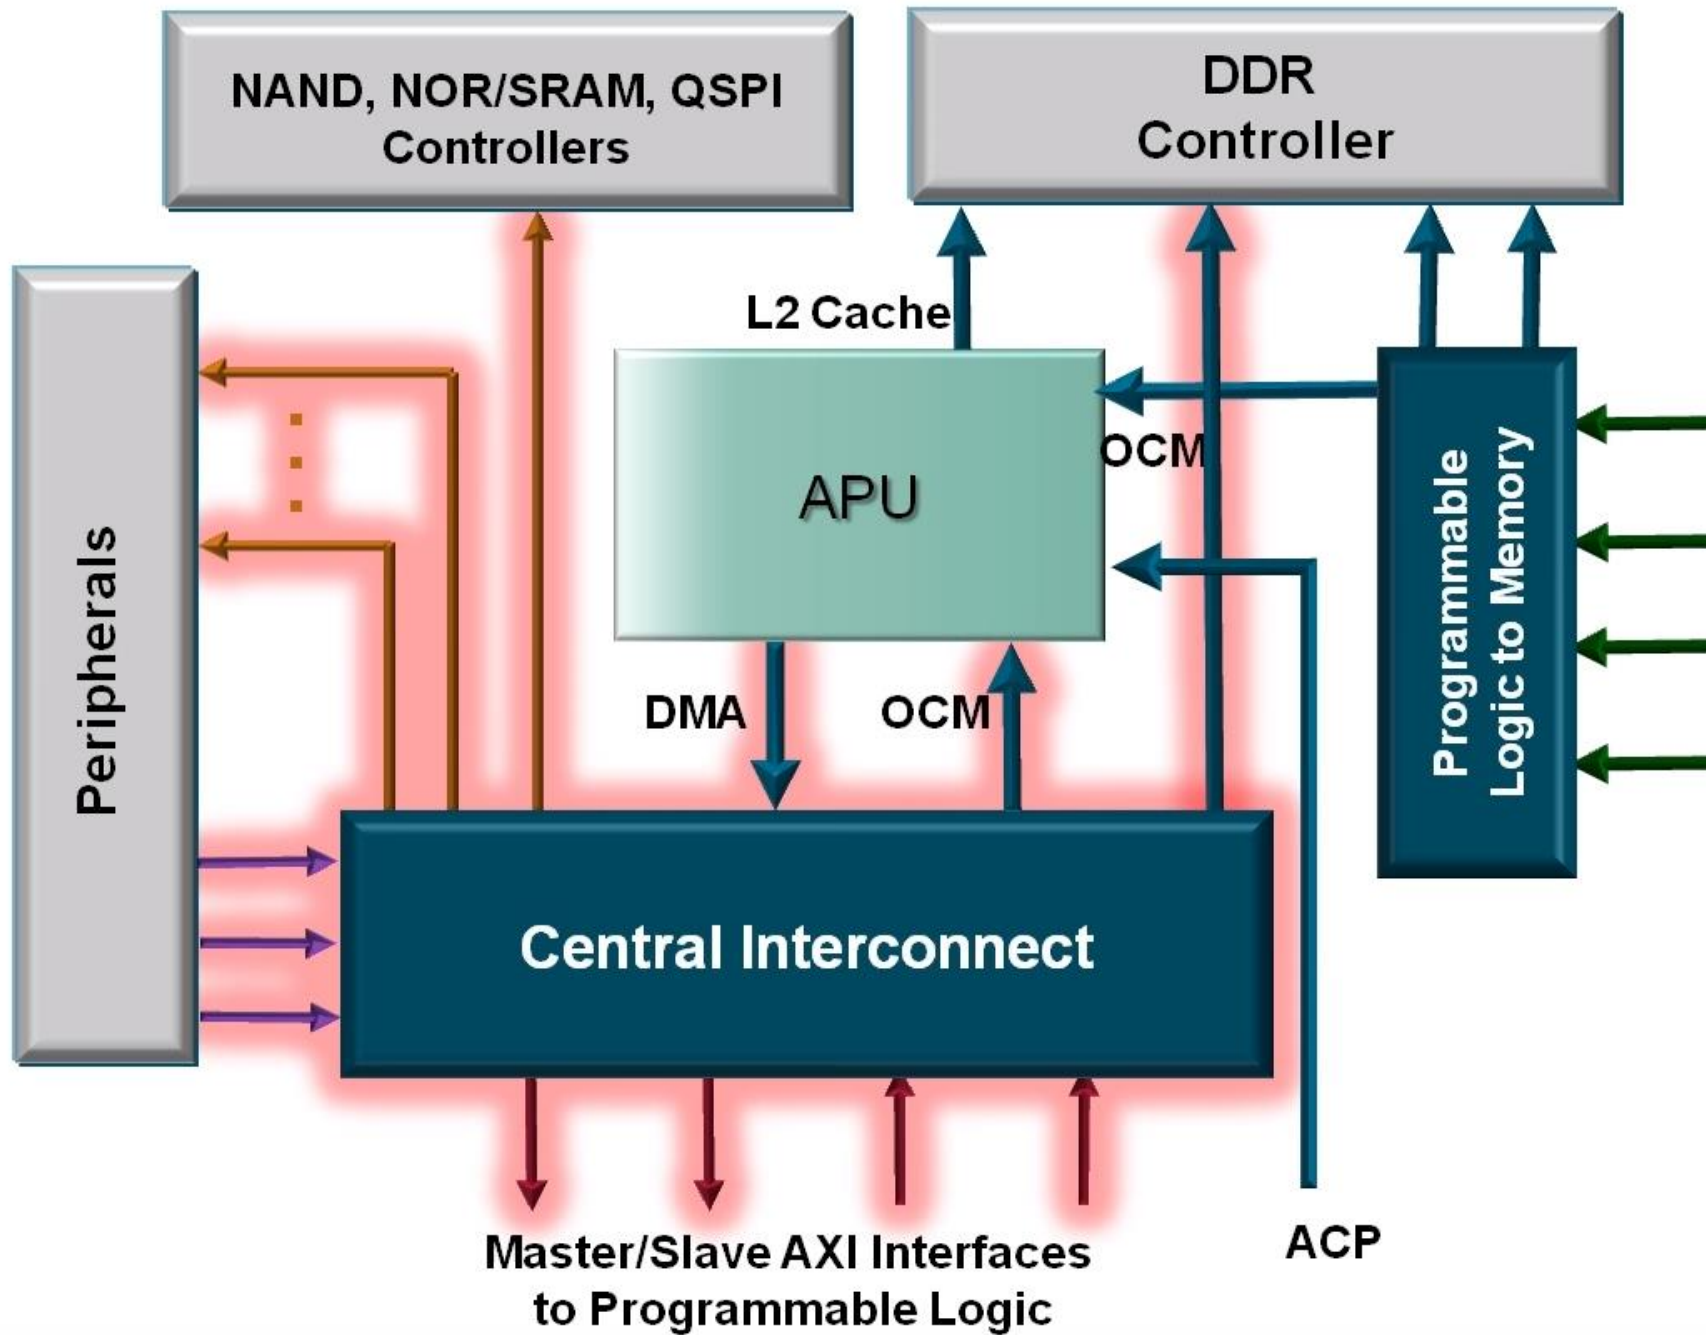 NAND, NOR/SRAM, QSPI
Controllers
DDR
Controller
L2 Cache
OCM
APU
Peripherals
Programmable
Logic to Memory
DMA
OCM
Central Interconnect
Master/Slave AXI Interfaces
to Programmable Logic
ACP